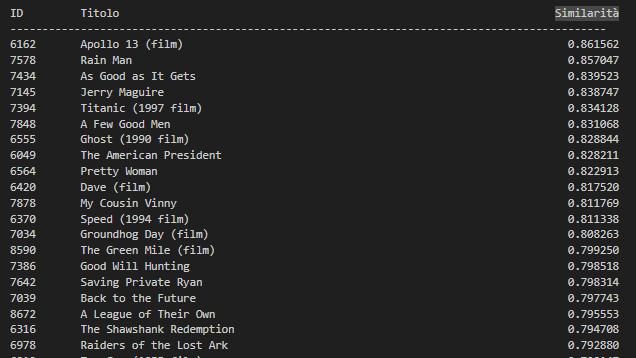 ID Titolo Similarità
--------------------------------------------------------------------------------
6162 Apollo 13 (film) 0.861562
7578 Rain Man 0.857047
7434 As Good as It Gets 0.839523
7145 Jerry Maguire 0.838747
7394 Titanic (1997 film) 0.834128
7848 A Few Good Men 0.831068
6555 Ghost (1990 film) 0.828844
6049 The American President 0.828211
6564 Pretty Woman 0.822913
6420 Dave (film) 0.817520
7878 My Cousin Vinny 0.811769
6370 Speed (1994 film) 0.811338
7034 Groundhog Day (film) 0.808263
8590 The Green Mile (film) 0.799250
7386 Good Will Hunting 0.798518
7642 Saving Private Ryan 0.798314
7039 Back to the Future 0.797743
8672 A League of Their Own 0.795553
6316 The Shawshank Redemption 0.794708
6978 Raiders of the Lost Ark 0.792880